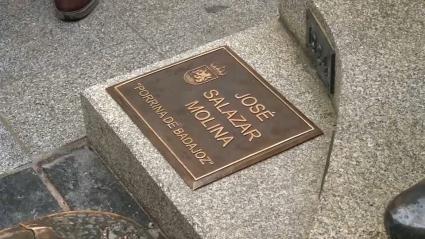 JOSÉ
SALAZAR
MOLINA
"PORRINA DE BADAJOZ"